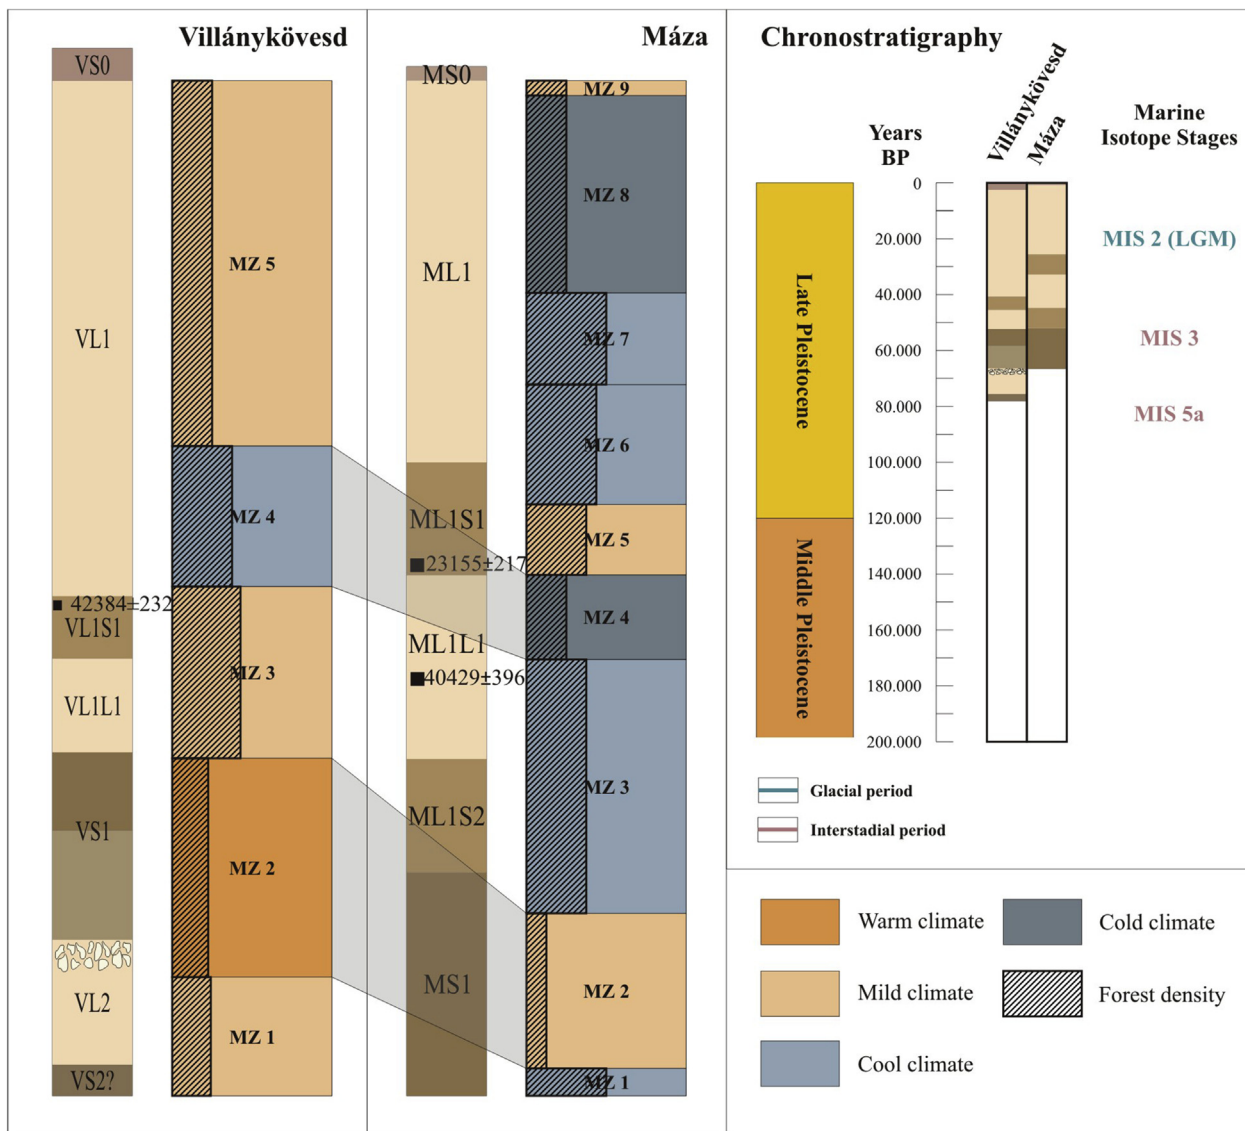 Villánykövesd
VS0
VL1
42384±232
VL1S1
VL1L1
VS1
VL2
VS2?
MZ 5
MZ 4
MZ 3
MZ 2
MZ 1
Máza
MS0
ML1
ML1S1
23155±217
ML1L1
40429±396
ML1S2
MS1
MZ 9
MZ 8
MZ 7
MZ 6
MZ 5
MZ 4
MZ 3
MZ 2
MZ 1
Chronostratigraphy
Years
BP
Villánykövesd
Máza
Marine
Isotope Stages
Late Pleistocene
Middle Pleistocene
0
20.000
40.000
60.000
80.000
100.000
120.000
140.000
160.000
180.000
200.000
MIS 2 (LGM)
MIS 3
MIS 5a
Glacial period
Interstadial period
Warm climate
Mild climate
Cool climate
Cold climate
Forest density